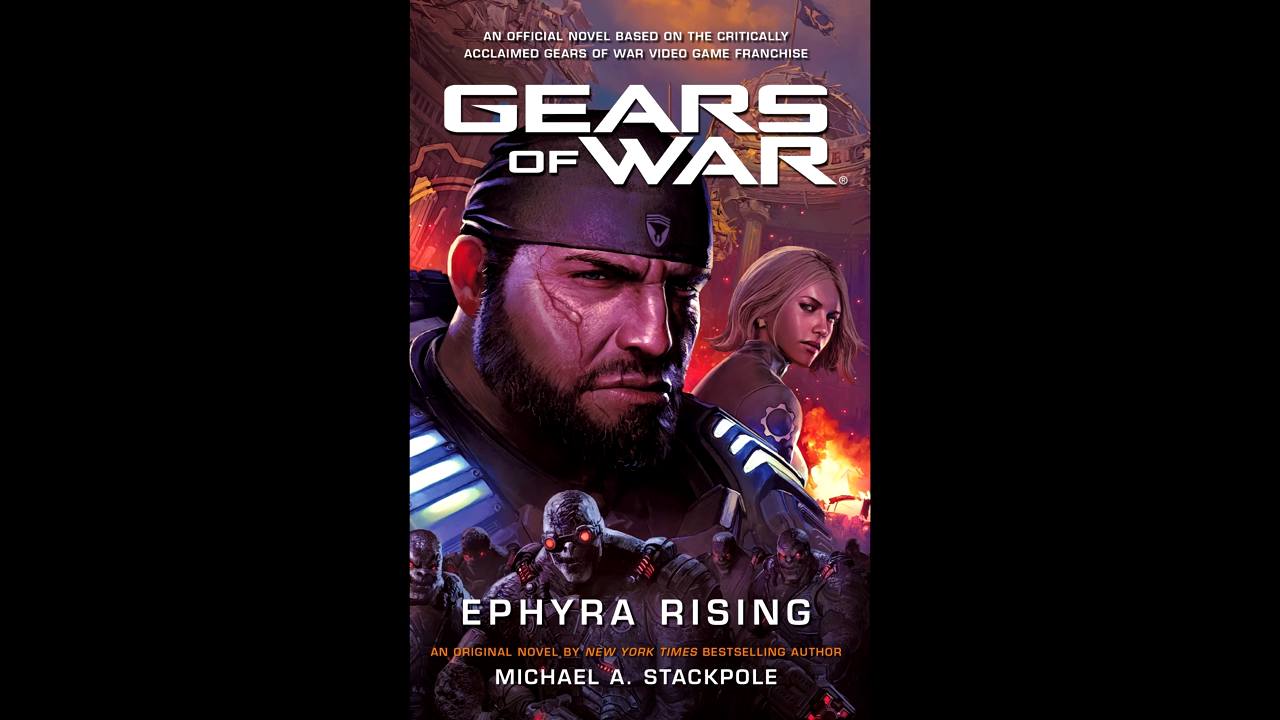 AN OFFICIAL NOVEL BASED ON THE CRITICALLY
ACCLAIMED GEARS OF WAR VIDEO GAME FRANCHISE
GEARS
OF WAR®
EPHYRA RISING
AN ORIGINAL NOVEL BY NEW YORK TIMES BESTSELLING AUTHOR
MICHAEL A. STACKPOLE